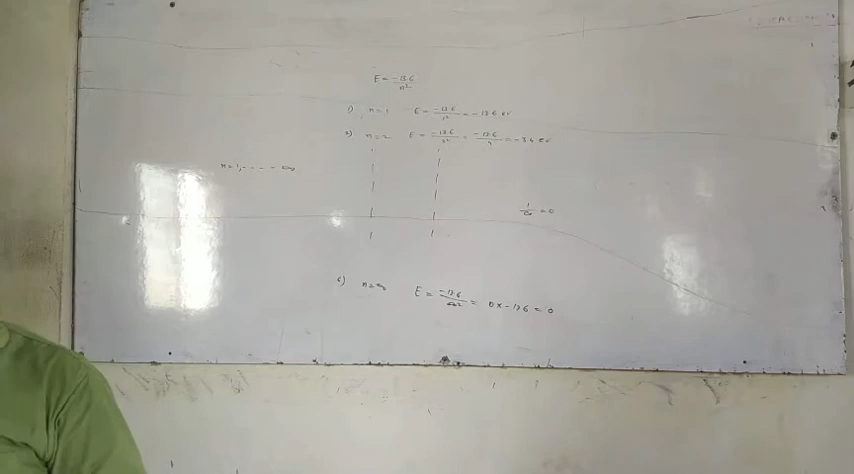 E = -13.6/n²
1) n=1 E = -13.6/1² = -13.6 eV
2) n=2 E = -13.6/2² = -13.6/4 = -3.4 eV
n = 1, - - - - ∞
1/∞ = 0
6) n=∞ E = -13.6/∞² = 0 x -13.6 = 0